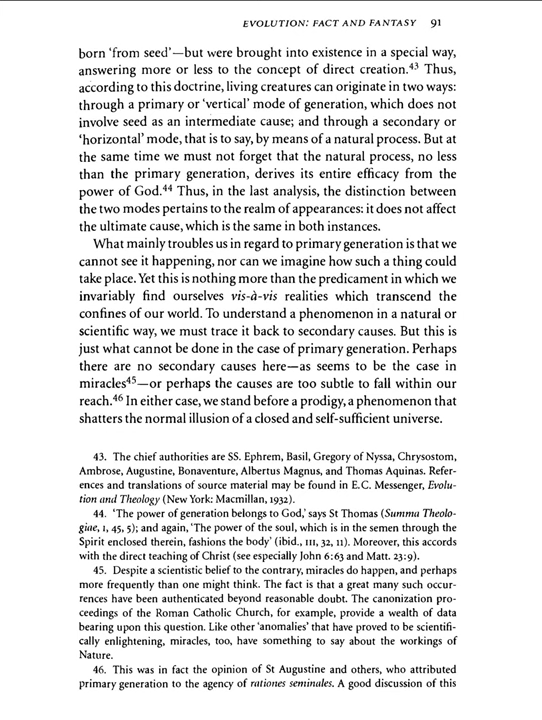 EVOLUTION: FACT AND FANTASY 91
born 'from seed'—but were brought into existence in a special way,
answering more or less to the concept of direct creation.43 Thus,
according to this doctrine, living creatures can originate in two ways:
through a primary or 'vertical' mode of generation, which does not
involve seed as an intermediate cause; and through a secondary or
'horizontal' mode, that is to say, by means of a natural process. But at
the same time we must not forget that the natural process, no less
than the primary generation, derives its entire efficacy from the
power of God.44 Thus, in the last analysis, the distinction between
the two modes pertains to the realm of appearances: it does not affect
the ultimate cause, which is the same in both instances.
What mainly troubles us in regard to primary generation is that we
cannot see it happening, nor can we imagine how such a thing could
take place. Yet this is nothing more than the predicament in which we
invariably find ourselves vis-à-vis realities which transcend the
confines of our world. To understand a phenomenon in a natural or
scientific way, we must trace it back to secondary causes. But this is
just what cannot be done in the case of primary generation. Perhaps
there are no secondary causes here—as seems to be the case in
miracles45—or perhaps the causes are too subtle to fall within our
reach.46 In either case, we stand before a prodigy, a phenomenon that
shatters the normal illusion of a closed and self-sufficient universe.
43. The chief authorities are SS. Ephrem, Basil, Gregory of Nyssa, Chrysostom,
Ambrose, Augustine, Bonaventure, Albertus Magnus, and Thomas Aquinas. Refer-
ences and translations of source material may be found in E.C. Messenger, Evolu-
tion and Theology (New York: Macmillan, 1932).
44. 'The power of generation belongs to God,' says St Thomas (Summa Theolo-
giae, I, 45, 5); and again, 'The power of the soul, which is in the semen through the
Spirit enclosed therein, fashions the body' (ibid., III, 32, 11). Moreover, this accords
with the direct teaching of Christ (see especially John 6:63 and Matt. 23:9).
45. Despite a scientistic belief to the contrary, miracles do happen, and perhaps
more frequently than one might think. The fact is that a great many such occur-
rences have been authenticated beyond reasonable doubt. The canonization pro-
ceedings of the Roman Catholic Church, for example, provide a wealth of data
bearing upon this question. Like other 'anomalies' that have proved to be scientifi-
cally enlightening, miracles, too, have something to say about the workings of
Nature.
46. This was in fact the opinion of St Augustine and others, who attributed
primary generation to the agency of rationes seminales. A good discussion of this